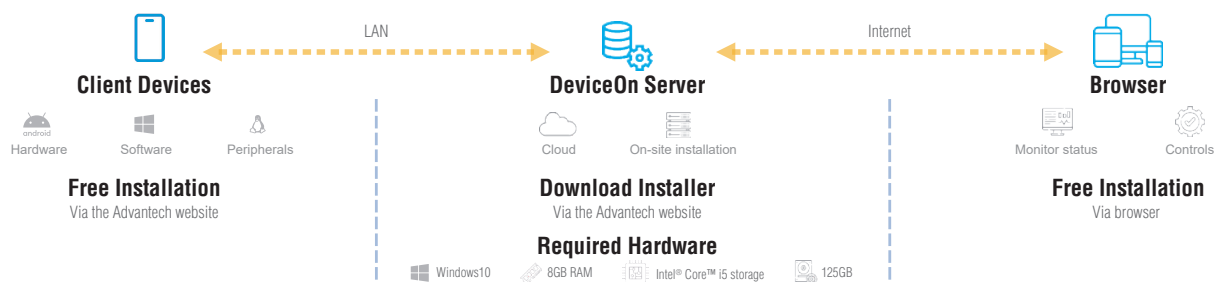 LAN
Internet
Client Devices
DeviceOn Server
Browser
android
Hardware
Software
Peripherals
Cloud
On-site installation
Monitor status
Controls
Free Installation
Via the Advantech website
Download Installer
Via the Advantech website
Free Installation
Via browser
Required Hardware
Windows10
8GB RAM
Intel® Core™ i5 storage
125GB